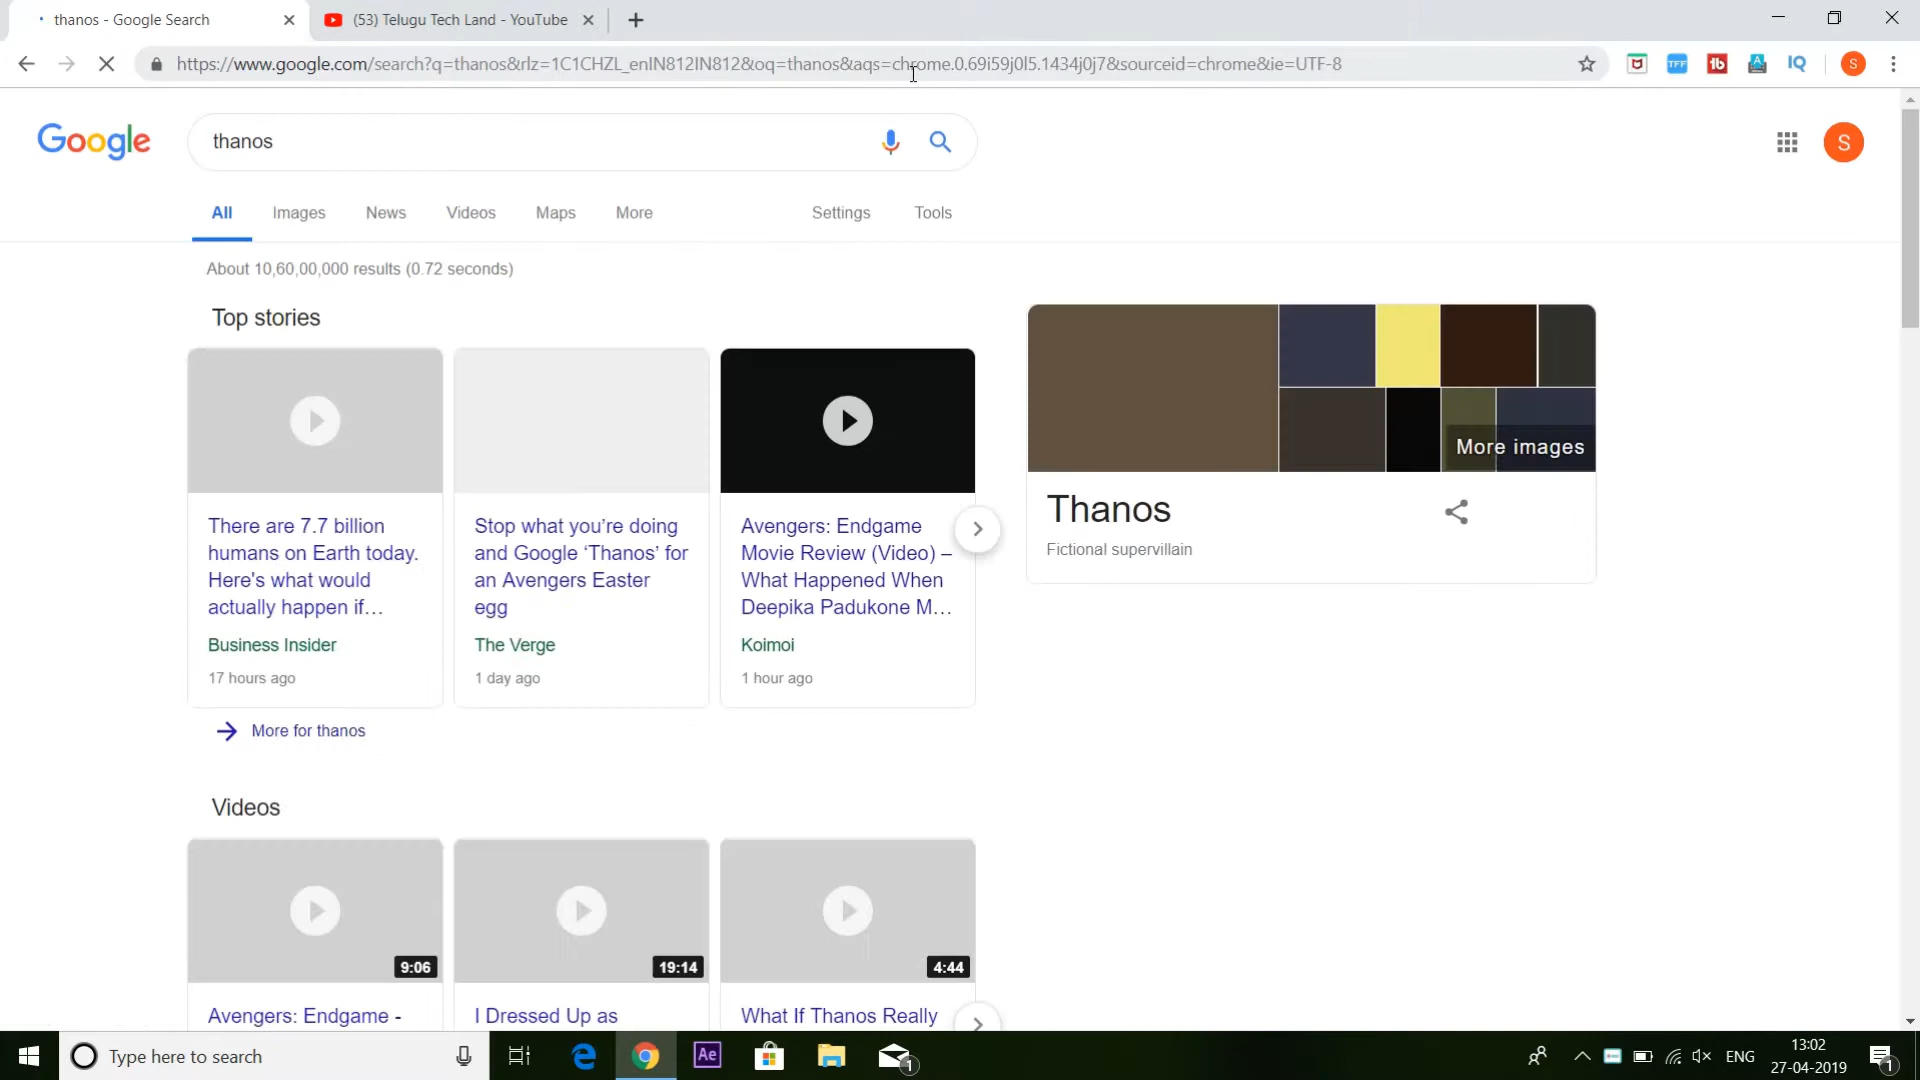 thanos - Google Search
(53) Telugu Tech Land - YouTube
https://www.google.com/search?q=thanos&rlz=1C1CHZL_enIN812IN812&oq=thanos&aqs=chrome.0.69i59j0l5.1434j0j7&sourceid=chrome&ie=UTF-8
TFF
tb
IQ
S
Google
thanos
S
All
Images
News
Videos
Maps
More
Settings
Tools
About 10,60,00,000 results (0.72 seconds)
Top stories
There are 7.7 billion
humans on Earth today.
Here's what would
actually happen if…
Business Insider
17 hours ago
Stop what you’re doing
and Google ‘Thanos’ for
an Avengers Easter
egg
The Verge
1 day ago
Avengers: Endgame
Movie Review (Video) –
What Happened When
Deepika Padukone M…
Koimoi
1 hour ago
More images
Thanos
Fictional supervillain
More for thanos
Videos
9:06
19:14
4:44
Avengers: Endgame -
I Dressed Up as
What If Thanos Really
Type here to search
Ae
1
ENG
13:02
27-04-2019
1